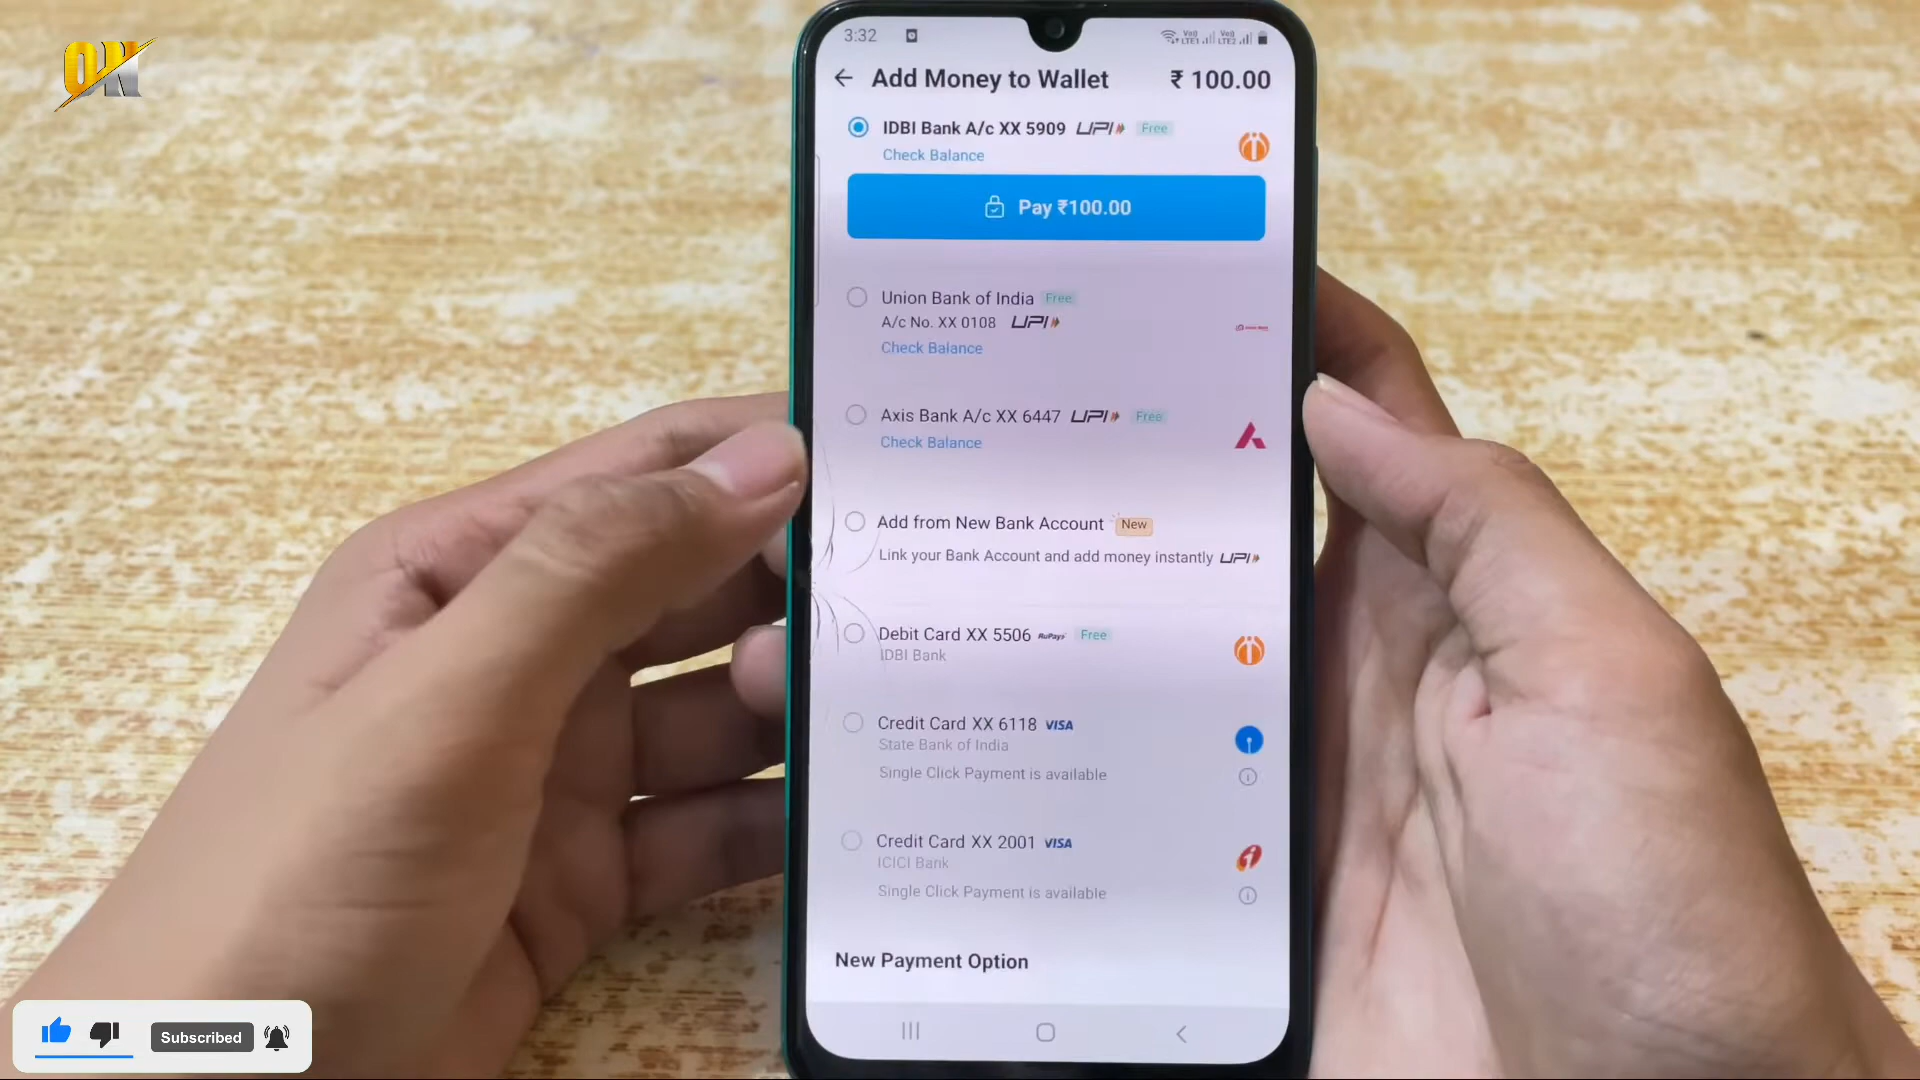 OK
3:32
Add Money to Wallet ₹ 100.00
IDBI Bank A/c XX 5909 UPI Free
Check Balance
Pay ₹100.00
Union Bank of India Free
A/c No. XX 0108 UPI
Check Balance
Axis Bank A/c XX 6447 UPI Free
Check Balance
Add from New Bank Account New
Link your Bank Account and add money instantly UPI
Debit Card XX 5506 RuPay Free
IDBI Bank
Credit Card XX 6118 VISA
State Bank of India
Single Click Payment is available
Credit Card XX 2001 VISA
ICICI Bank
Single Click Payment is available
New Payment Option
Subscribed